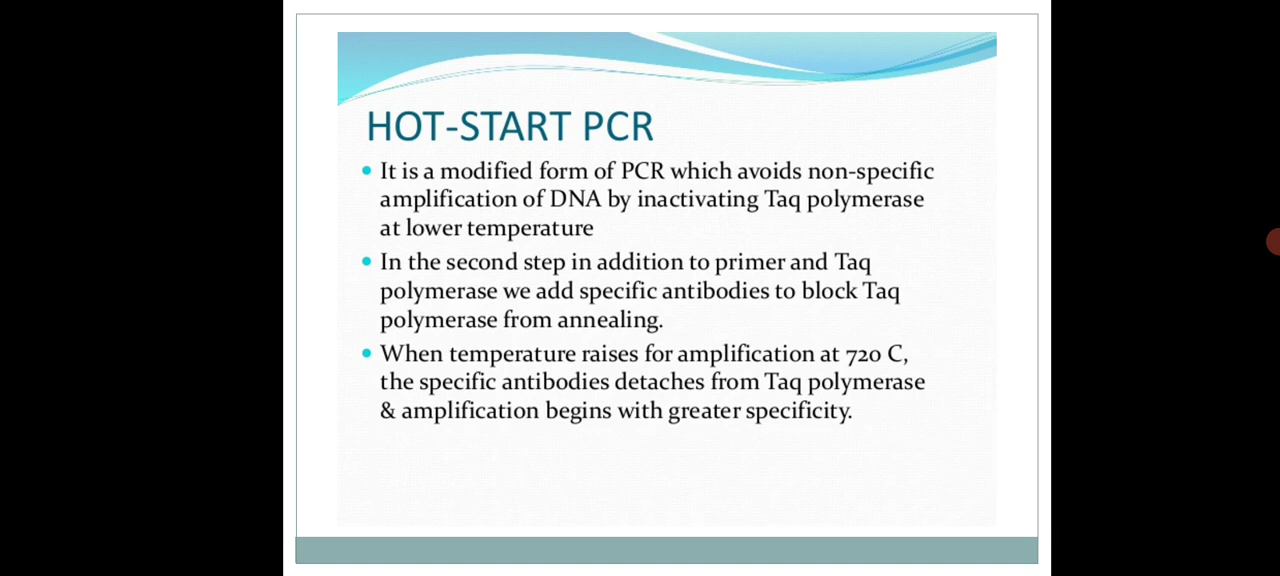 HOT-START PCR
• It is a modified form of PCR which avoids non-specific
amplification of DNA by inactivating Taq polymerase
at lower temperature
• In the second step in addition to primer and Taq
polymerase we add specific antibodies to block Taq
polymerase from annealing.
• When temperature raises for amplification at 720 C,
the specific antibodies detaches from Taq polymerase
& amplification begins with greater specificity.